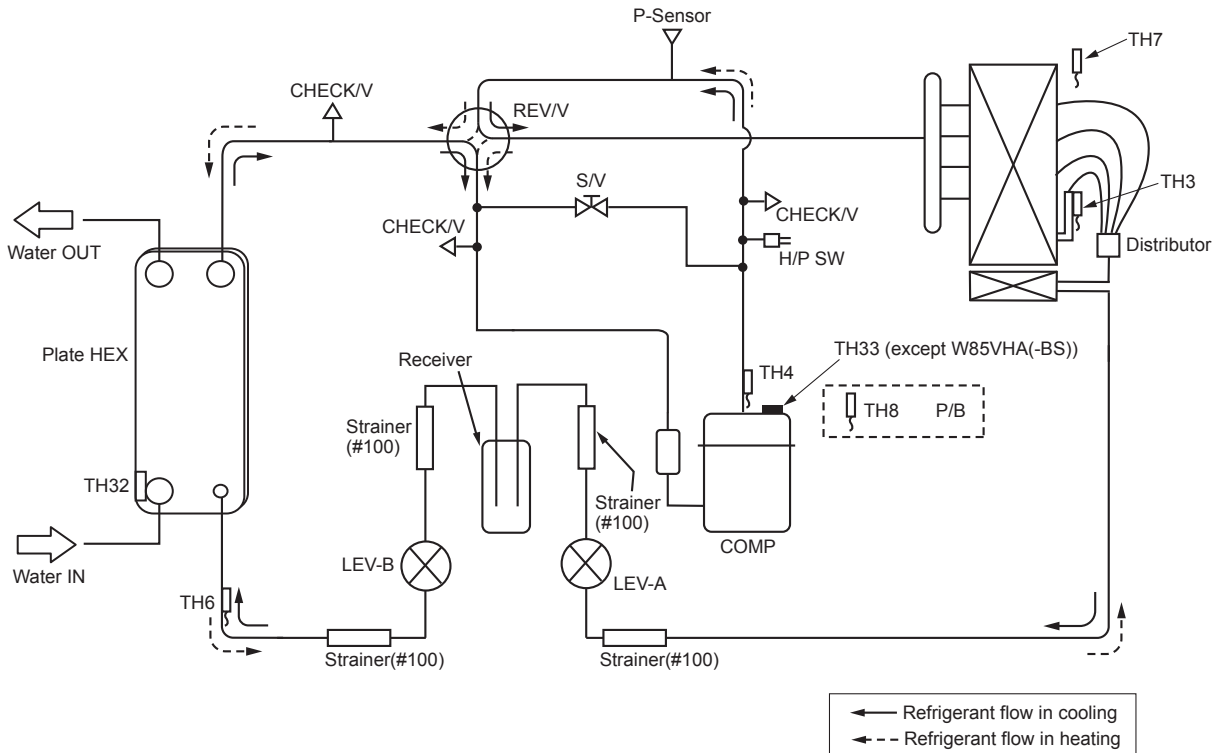 P-Sensor
TH7
CHECK/V
REV/V
S/V
TH3
CHECK/V
Water OUT
CHECK/V
H/P SW
Distributor
Plate HEX
Receiver
TH4
TH33 (except W85VHA(-BS))
TH8 P/B
Strainer
(#100)
TH32
Strainer
(#100)
COMP
Water IN
LEV-B
LEV-A
TH6
Strainer(#100)
Strainer(#100)
Refrigerant flow in cooling
Refrigerant flow in heating